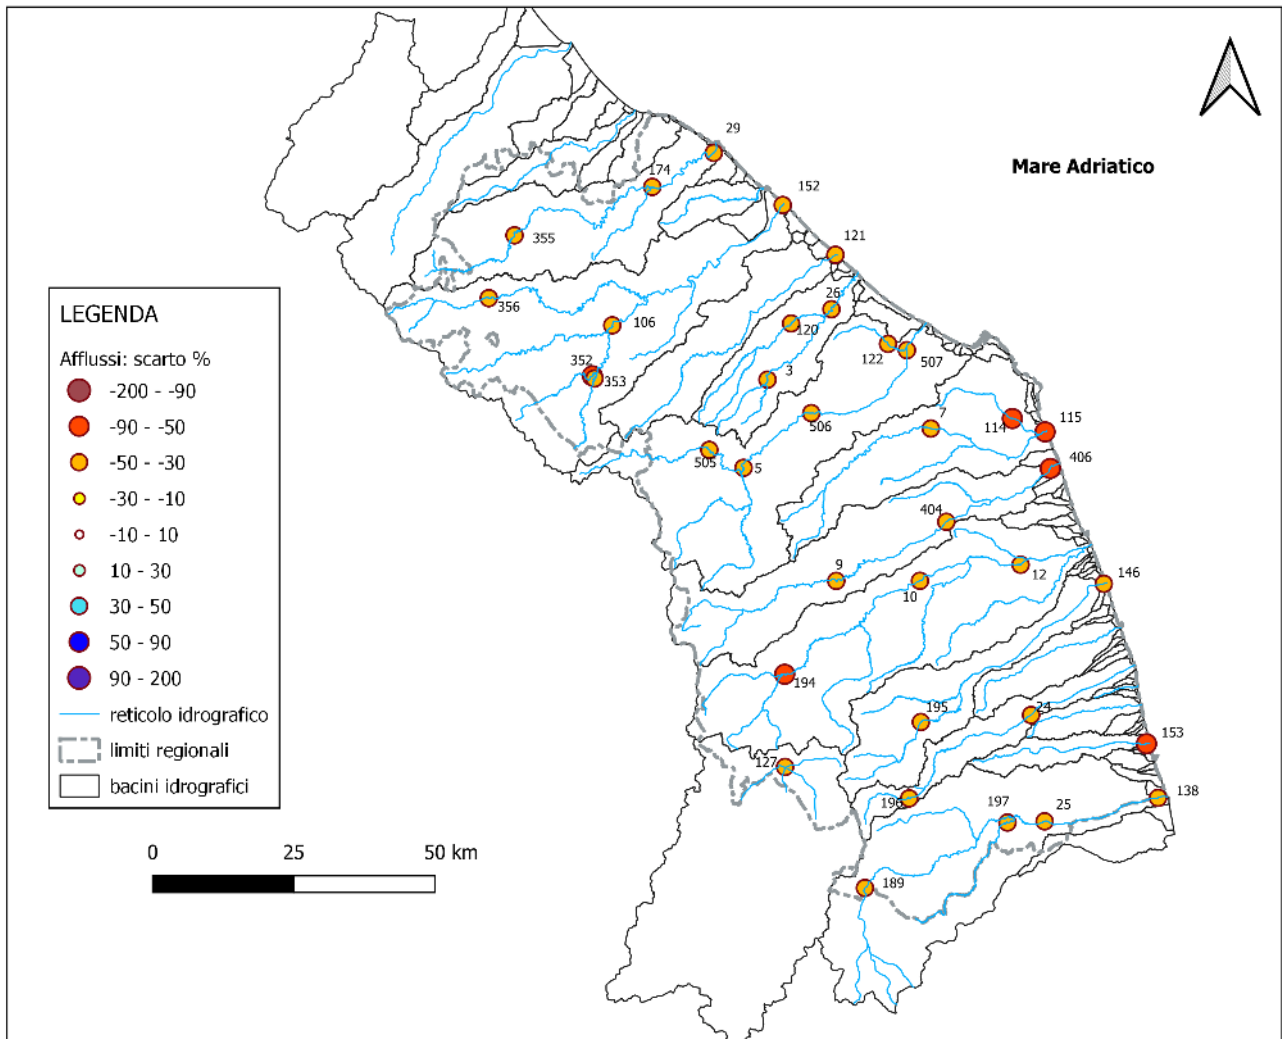 29
Mare Adriatico
174
152
355
121
356
26
106
120
122
507
352
353
3
506
7
114
115
505
5
406
404
9
10
12
146
194
195
24
153
127
196
197
25
138
189
LEGENDA
Afflussi: scarto %
-200 - -90
-90 - -50
-50 - -30
-30 - -10
-10 - 10
10 - 30
30 - 50
50 - 90
90 - 200
reticolo idrografico
limiti regionali
bacini idrografici
0 25 50 km